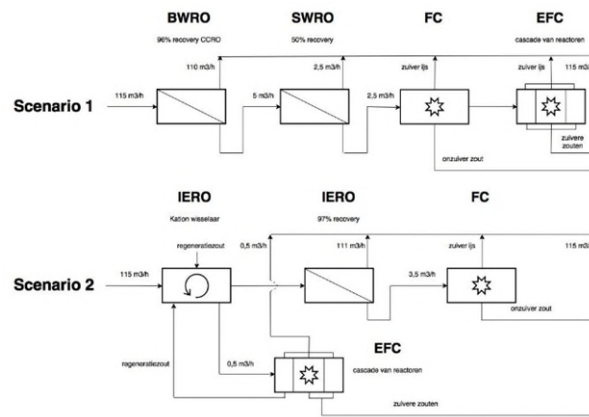 BWRO SWRO FC EFC
96% recovery CCRO 50% recovery cascade van reactoren
110 m3/h 2,5 m3/h zuiver ijs zuiver ijs 115 m3/
Scenario 1 115 m3/h 5 m3/h 2,5 m3/h
onzuiver zout zuivere
zouten
IERO IERO FC
Kation wisselaar 97% recovery
regeneratiezout 0,5 m3/h 111 m3/h zuiver ijs 115 m3/
Scenario 2 115 m3/h 3,5 m3/h
onzuiver zout
EFC
regeneratiezout 0,5 m3/h cascade van reactoren
zuivere zouten